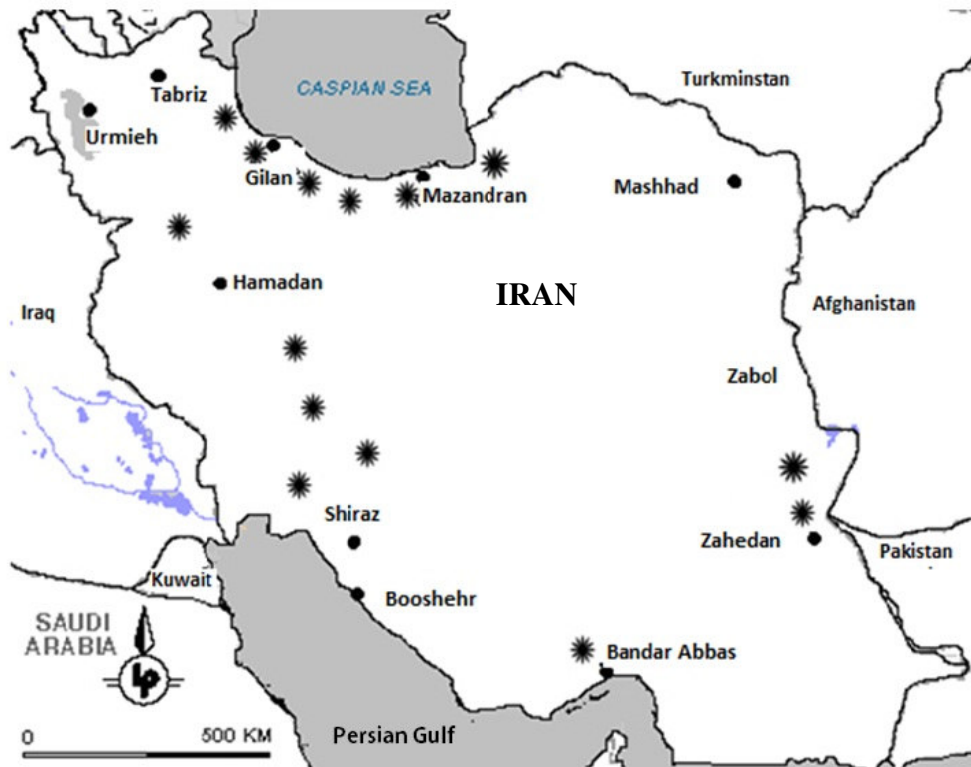 CASPIAN SEA
Turkminstan
Tabriz
Urmieh
Gilan
Mazandran
Mashhad
Hamadan
IRAN
Iraq
Afghanistan
Zabol
Shiraz
Zahedan
Pakistan
Kuwait
Booshehr
SAUDI
ARABIA
Bandar Abbas
LP
0 500 KM
Persian Gulf